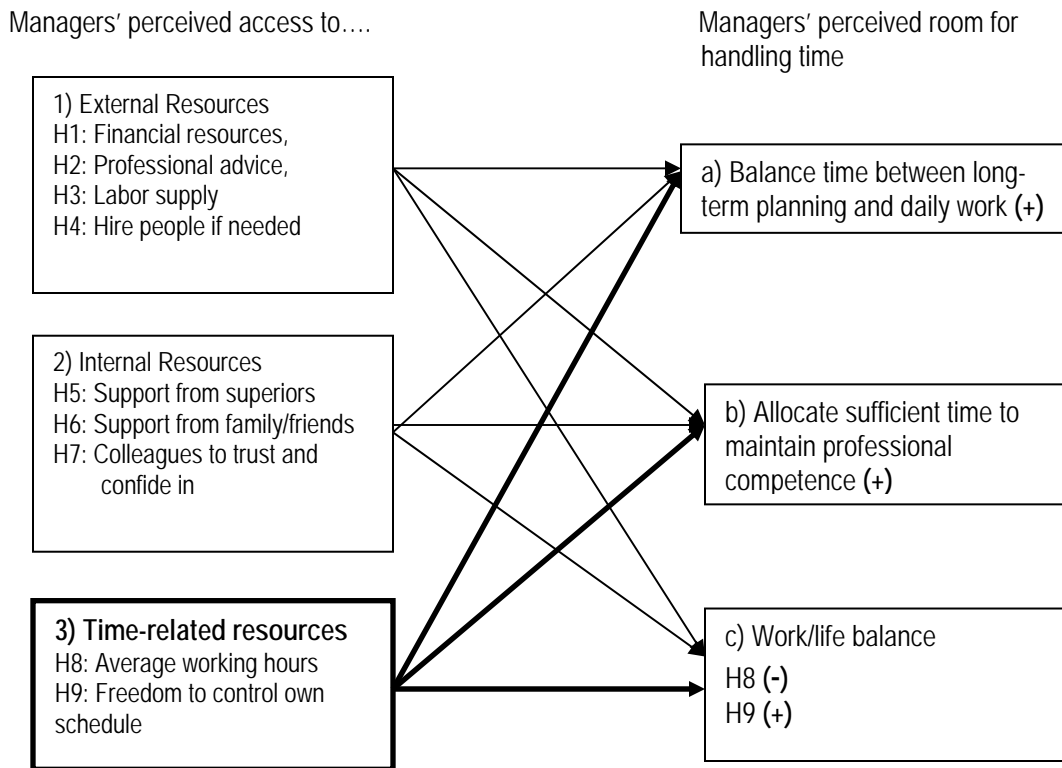 Managers' perceived access to….
Managers' perceived room for
handling time
1) External Resources
H1: Financial resources,
H2: Professional advice,
H3: Labor supply
H4: Hire people if needed
a) Balance time between long-
term planning and daily work (+)
2) Internal Resources
H5: Support from superiors
H6: Support from family/friends
H7: Colleagues to trust and
confide in
b) Allocate sufficient time to
maintain professional
competence (+)
3) Time-related resources
H8: Average working hours
H9: Freedom to control own
schedule
c) Work/life balance
H8 (-)
H9 (+)